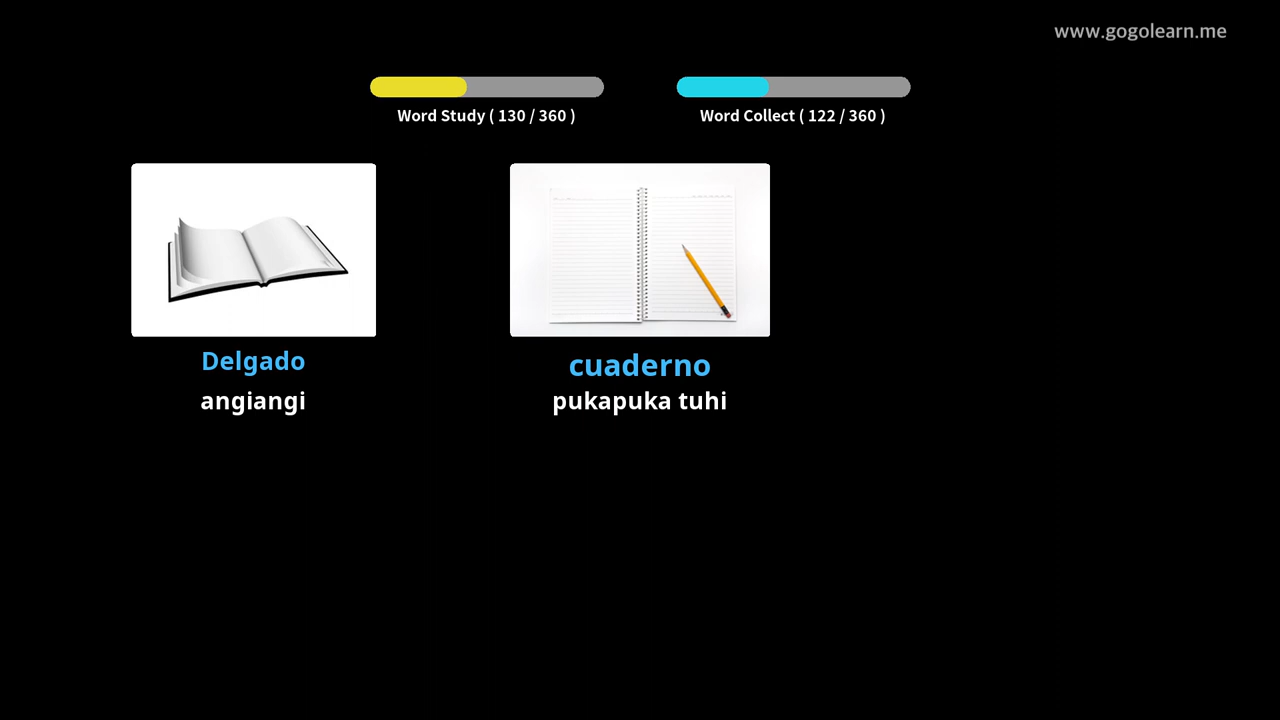 www.gogolearn.me
Word Study ( 130 / 360 )
Word Collect ( 122 / 360 )
Delgado
angiangi
cuaderno
pukapuka tuhi